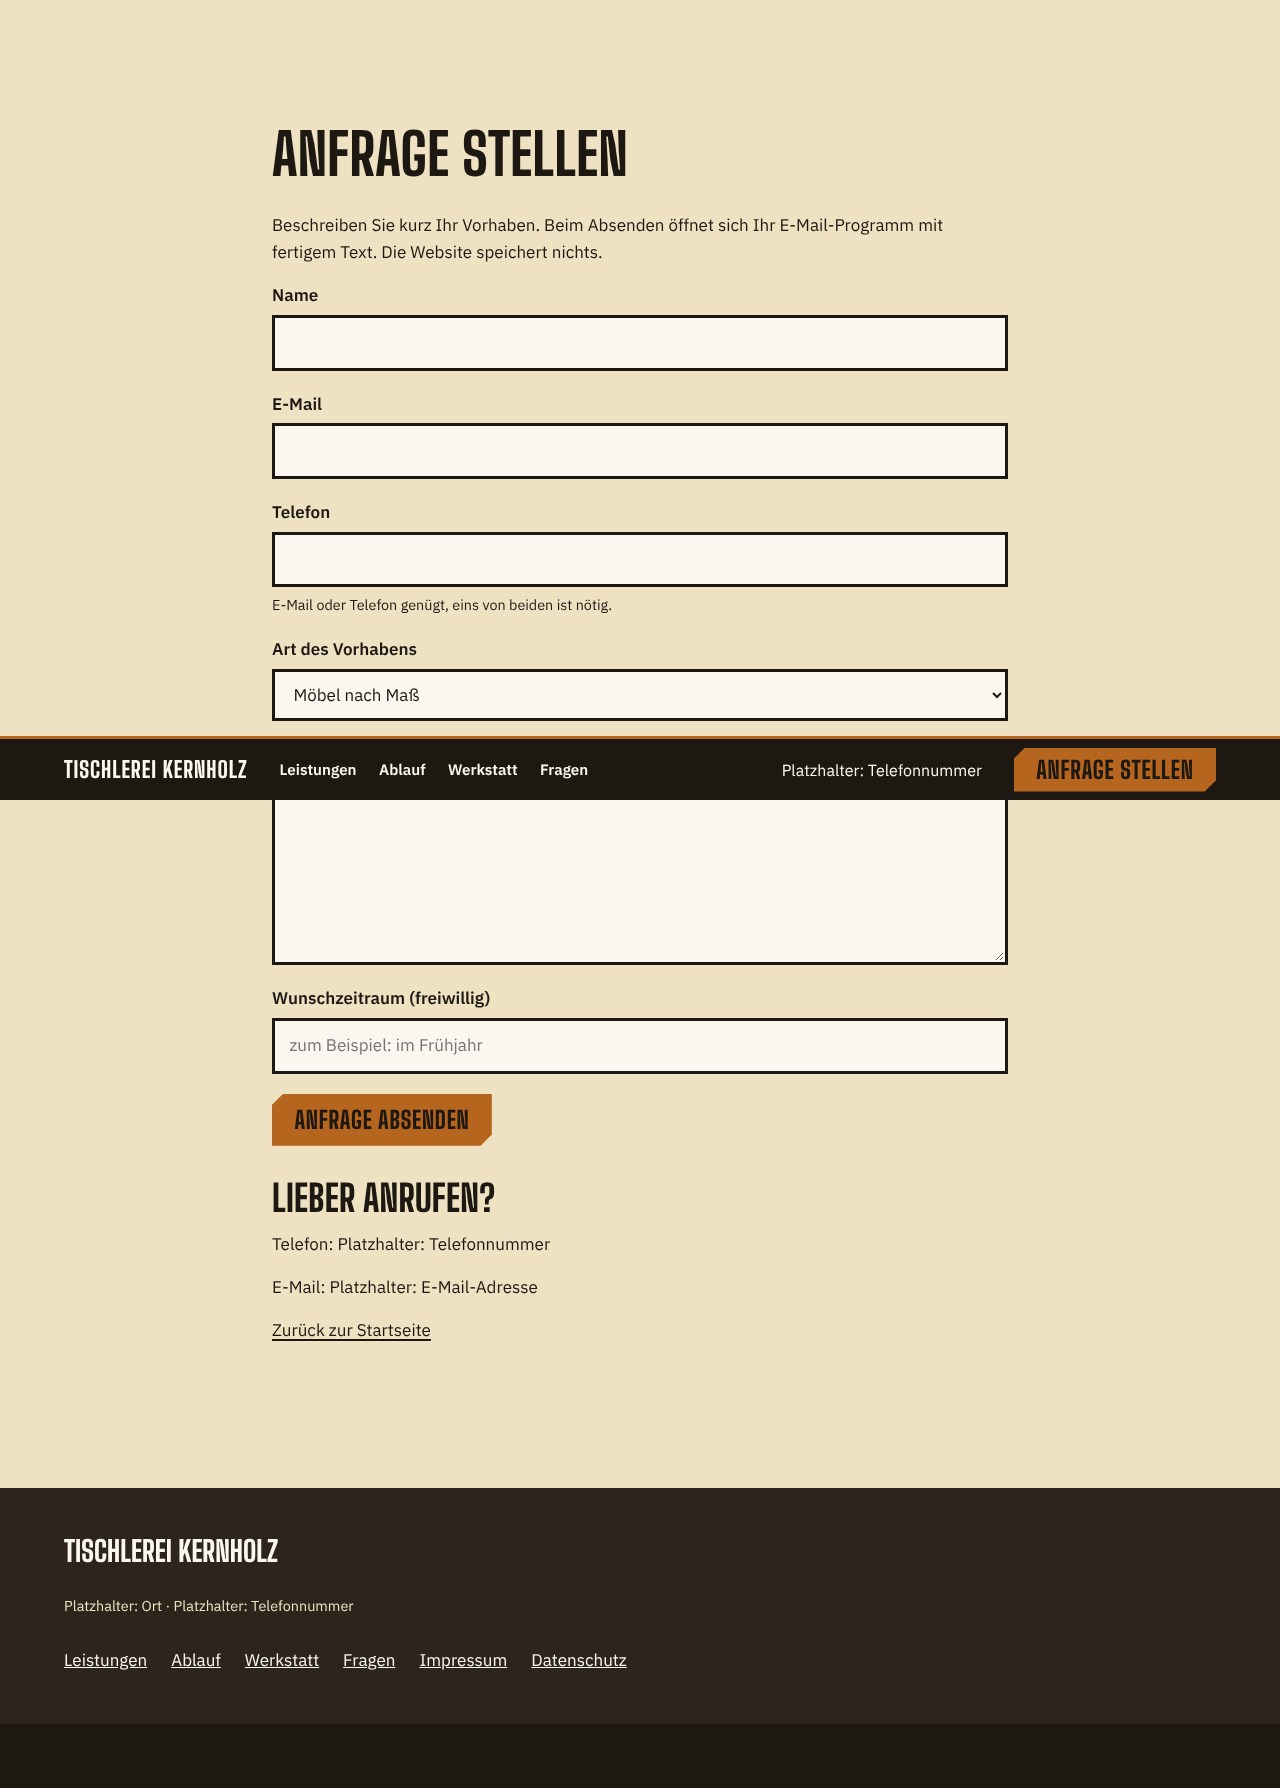 ANFRAGE STELLEN
Beschreiben Sie kurz Ihr Vorhaben. Beim Absenden öffnet sich Ihr E-Mail-Programm mit
fertigem Text. Die Website speichert nichts.
Name
E-Mail
Telefon
E-Mail oder Telefon genügt, eins von beiden ist nötig.
Art des Vorhabens
Möbel nach Maß
TISCHLEREI KERNHOLZ Leistungen Ablauf Werkstatt Fragen Platzhalter: Telefonnummer ANFRAGE STELLEN
Wunschzeitraum (freiwillig)
zum Beispiel: im Frühjahr
ANFRAGE ABSENDEN
LIEBER ANRUFEN?
Telefon: Platzhalter: Telefonnummer
E-Mail: Platzhalter: E-Mail-Adresse
Zurück zur Startseite
TISCHLEREI KERNHOLZ
Platzhalter: Ort · Platzhalter: Telefonnummer
Leistungen Ablauf Werkstatt Fragen Impressum Datenschutz